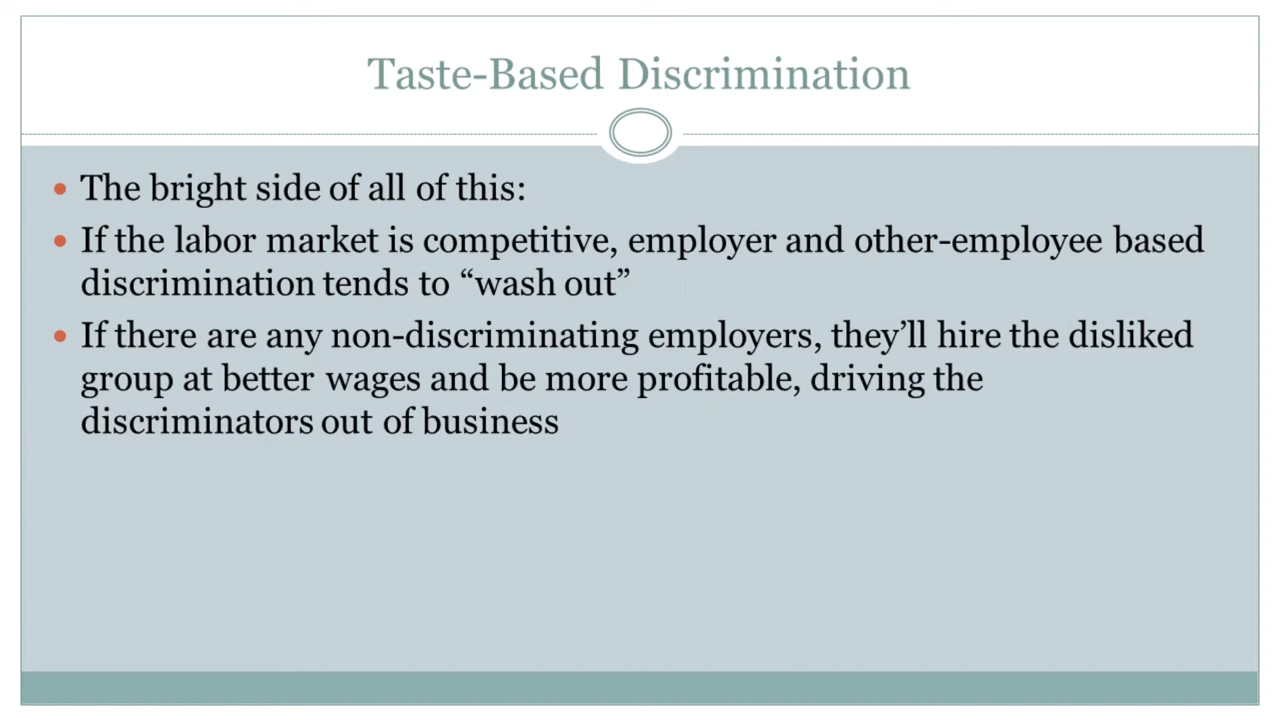 Taste-Based Discrimination
• The bright side of all of this:
• If the labor market is competitive, employer and other-employee based
discrimination tends to “wash out”
• If there are any non-discriminating employers, they’ll hire the disliked
group at better wages and be more profitable, driving the
discriminators out of business